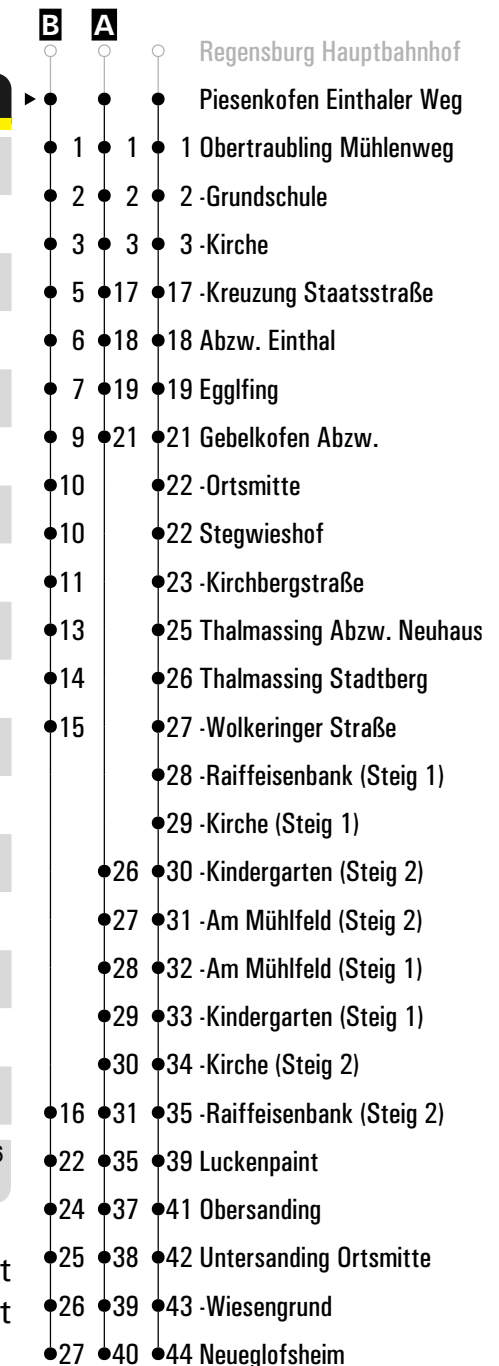 B A
Regensburg Hauptbahnhof
Piesenkofen Einthaler Weg
1 1 1 Obertraubling Mühlenweg
2 2 2 -Grundschule
3 3 3 -Kirche
5 17 17 -Kreuzung Staatsstraße
6 18 18 Abzw. Einthal
7 19 19 Egglfing
9 21 21 Gebelkofen Abzw.
10 22 -Ortsmitte
10 22 Stegwieshof
11 23 -Kirchbergstraße
13 25 Thalmassing Abzw. Neuhaus
14 26 Thalmassing Stadtberg
15 27 -Wolkeringer Straße
28 -Raiffeisenbank (Steig 1)
29 -Kirche (Steig 1)
26 30 -Kindergarten (Steig 2)
27 31 -Am Mühlfeld (Steig 2)
28 32 -Am Mühlfeld (Steig 1)
29 33 -Kindergarten (Steig 1)
30 34 -Kirche (Steig 2)
16 31 35 -Raiffeisenbank (Steig 2)
22 35 39 Luckenpaint
24 37 41 Obersanding
25 38 42 Untersanding Ortsmitte
t
26 39 43 -Wiesengrund
t
27 40 44 Neueglofsheim